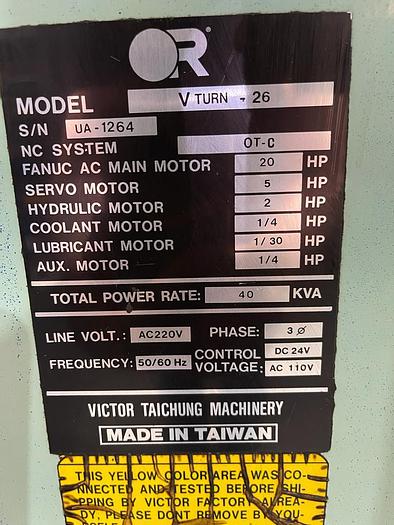 R
MODEL V TURN - 26
S/N UA-1264
NC SYSTEM OT-C
FANUC AC MAIN MOTOR 20 HP
SERVO MOTOR 5 HP
HYDRULIC MOTOR 2 HP
COOLANT MOTOR 1/4 HP
LUBRICANT MOTOR 1/30 HP
AUX. MOTOR 1/4 HP
TOTAL POWER RATE: 40 KVA
LINE VOLT.: AC220V PHASE: 3 Ø
FREQUENCY: 50/60 Hz CONTROL VOLTAGE: DC 24V AC 110V
VICTOR TAICHUNG MACHINERY
MADE IN TAIWAN
THIS YELLOW COLOR AREA WAS CO-
NNECTED AND TESTED BEFORE SHI-
PPING BY VICTOR FACTORY ALREA-
DY, PLEASE DONT REMOVE BY YOU-